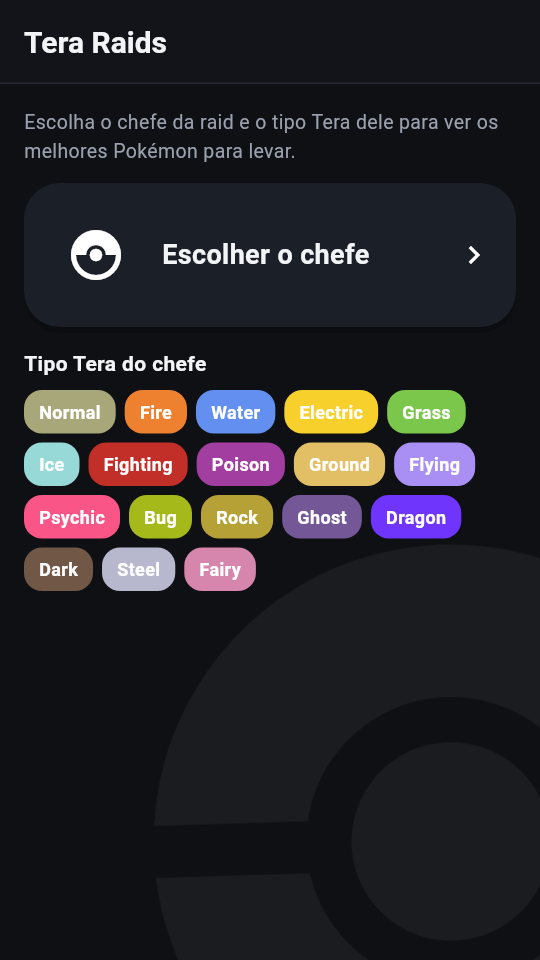 Tera Raids
Escolha o chefe da raid e o tipo Tera dele para ver os
melhores Pokémon para levar.
Escolher o chefe
Tipo Tera do chefe
Normal Fire Water Electric Grass
Ice Fighting Poison Ground Flying
Psychic Bug Rock Ghost Dragon
Dark Steel Fairy